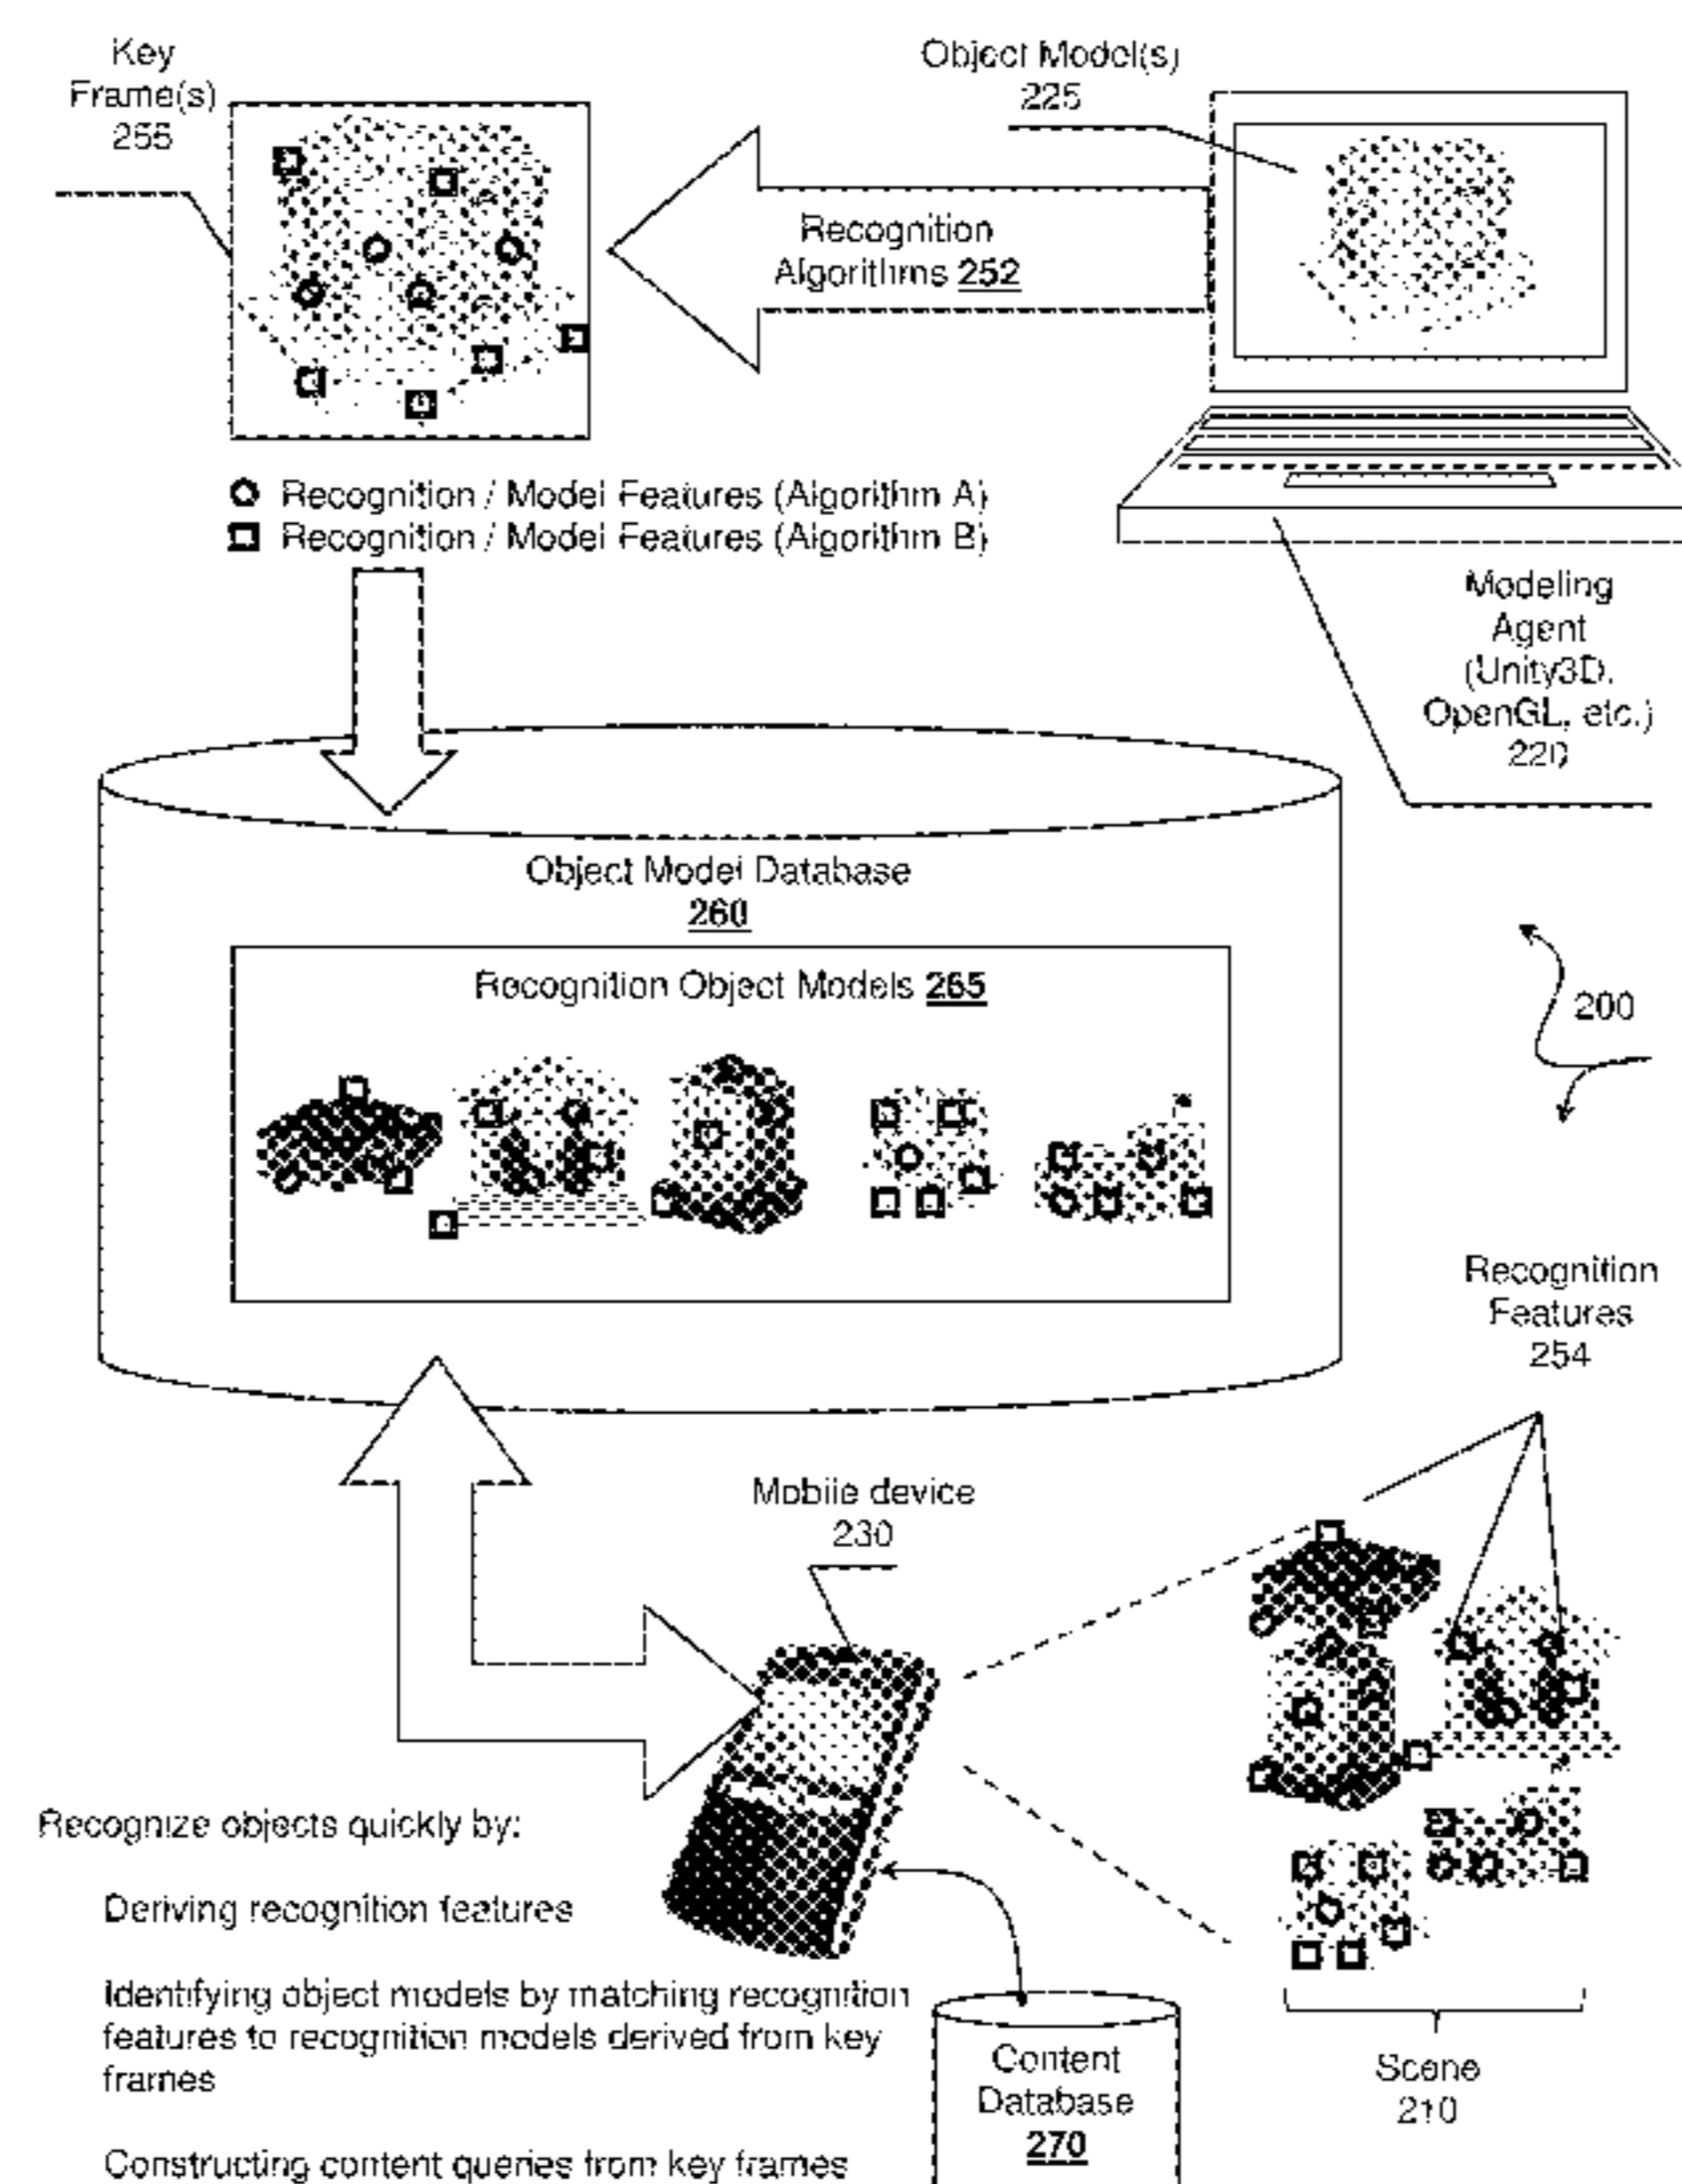 Key
Frame(s)
255
Object Model(s)
225
Recognition
Algorithms 252
Recognition / Model Features (Algorithm A)
Recognition / Model Features (Algorithm B)
Modeling
Agent
(Unity3D,
OpenGL, etc.)
220
Object Model Database
260
Recognition Object Models 265
200
Recognition
Features
254
Mobile device
230
Recognize objects quickly by:
Deriving recognition features
Identifying object models by matching recognition
features to recognition models derived from key
frames
Constructing content queries from key frames
Content
Database
270
Scene
210